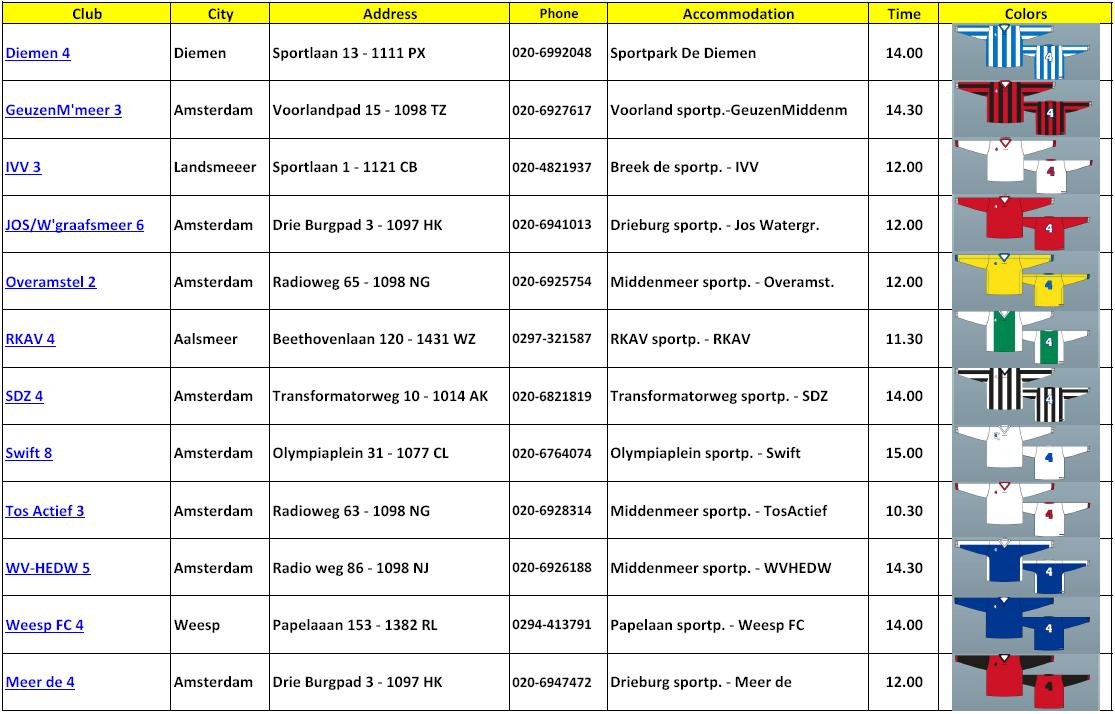 Club City Address Phone Accommodation Time Colors
Diemen 4 Diemen Sportlaan 13 - 1111 PX 020-6992048 Sportpark De Diemen 14.00 4
GeuzenM'meer 3 Amsterdam Voorlandpad 15 - 1098 TZ 020-6927617 Voorland sportp.-GeuzenMiddenm 14.30 4
IVV 3 Landsmeeer Sportlaan 1 - 1121 CB 020-4821937 Breek de sportp. - IVV 12.00 4
JOS/W'graafsmeer 6 Amsterdam Drie Burgpad 3 - 1097 HK 020-6941013 Drieburg sportp. - Jos Watergr. 12.00 4
Overamstel 2 Amsterdam Radioweg 65 - 1098 NG 020-6925754 Middenmeer sportp. - Overamst. 12.00 4
RKAV 4 Aalsmeer Beethovenlaan 120 - 1431 WZ 0297-321587 RKAV sportp. - RKAV 11.30 4
SDZ 4 Amsterdam Transformatorweg 10 - 1014 AK 020-6821819 Transformatorweg sportp. - SDZ 14.00 4
Swift 8 Amsterdam Olympiaplein 31 - 1077 CL 020-6764074 Olympiaplein sportp. - Swift 15.00 4
Tos Actief 3 Amsterdam Radioweg 63 - 1098 NG 020-6928314 Middenmeer sportp. - TosActief 10.30 4
WV-HEDW 5 Amsterdam Radio weg 86 - 1098 NJ 020-6926188 Middenmeer sportp. - WVHEDW 14.30 4
Weesp FC 4 Weesp Papelaaan 153 - 1382 RL 0294-413791 Papelaan sportp. - Weesp FC 14.00 4
Meer de 4 Amsterdam Drie Burgpad 3 - 1097 HK 020-6947472 Drieburg sportp. - Meer de 12.00 4